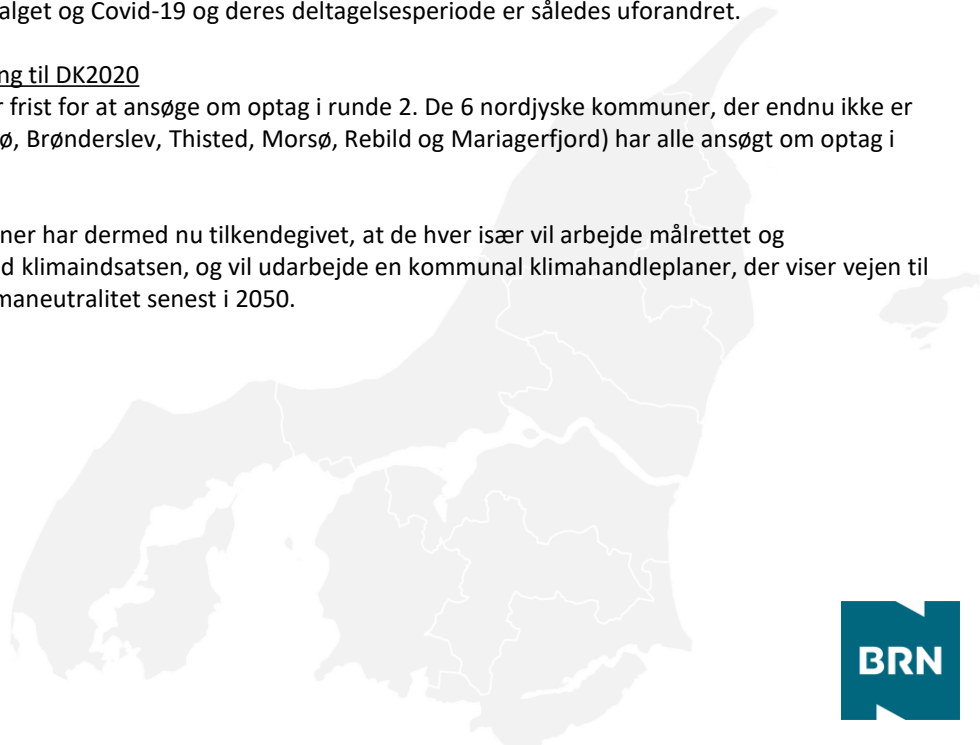 alget og Covid-19 og deres deltagelsesperiode er således uforandret.
ng til DK2020
r frist for at ansøge om optag i runde 2. De 6 nordjyske kommuner, der endnu ikke er
ø, Brønderslev, Thisted, Morsø, Rebild og Mariagerfjord) har alle ansøgt om optag i
ner har dermed nu tilkendegivet, at de hver især vil arbejde målrettet og
d klimaindsatsen, og vil udarbejde en kommunal klimahandleplaner, der viser vejen til
maneutralitet senest i 2050.
BRN